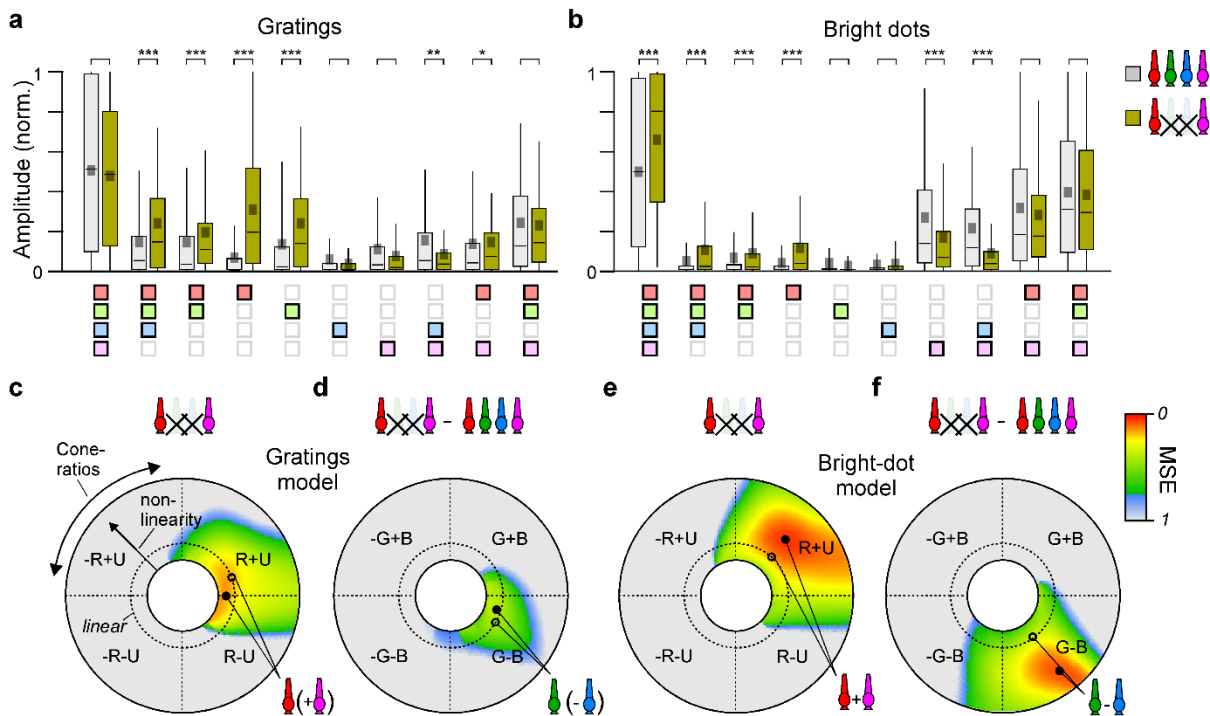 a
Gratings
b
Bright dots
*** *** *** *** ** *
*** *** *** *** *** ***
Amplitude (norm.)
1
0
1
0
c
d
e
f
-
-
Cone-
ratios
non-
linearity
linear
Gratings
model
Bright-dot
model
-R+U
R+U
-R-U
R-U
-G+B
G+B
-G-B
G-B
-R+U
R+U
-R-U
R-U
-G+B
G+B
-G-B
G-B
(+ )
(- )
+
-
0
MSE
1